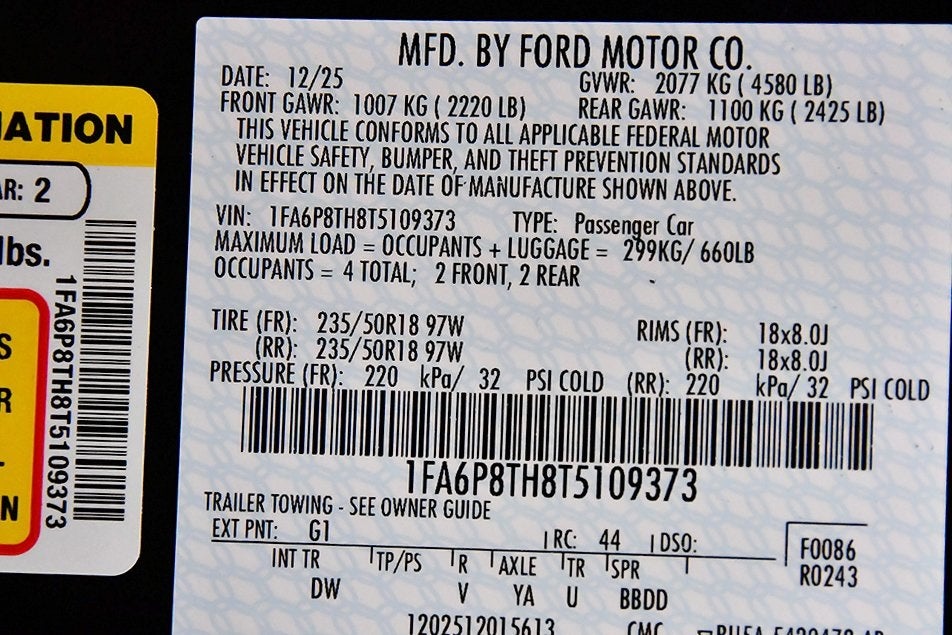 MFD. BY FORD MOTOR CO.
DATE: 12/25 GVWR: 2077 KG ( 4580 LB)
FRONT GAWR: 1007 KG ( 2220 LB) REAR GAWR: 1100 KG ( 2425 LB)
THIS VEHICLE CONFORMS TO ALL APPLICABLE FEDERAL MOTOR
VEHICLE SAFETY, BUMPER, AND THEFT PREVENTION STANDARDS
IN EFFECT ON THE DATE OF MANUFACTURE SHOWN ABOVE.
VIN: 1FA6P8TH8T5109373 TYPE: Passenger Car
MAXIMUM LOAD = OCCUPANTS + LUGGAGE = 299KG/ 660LB
OCCUPANTS = 4 TOTAL; 2 FRONT, 2 REAR
TIRE (FR): 235/50R18 97W RIMS (FR): 18x8.0J
(RR): 235/50R18 97W (RR): 18x8.0J
PRESSURE (FR): 220 kPa/ 32 PSI COLD (RR): 220 kPa/ 32 PSI COLD
1FA6P8TH8T5109373
TRAILER TOWING - SEE OWNER GUIDE
EXT PNT: G1 RC: 44 DSO:
F0086
R0243
INT TR TP/PS R AXLE TR SPR
DW V YA U BBDD
1202512015613 CMC
ATION
AR: 2
lbs.
1FA6P8TH8T5109373
S
R
N